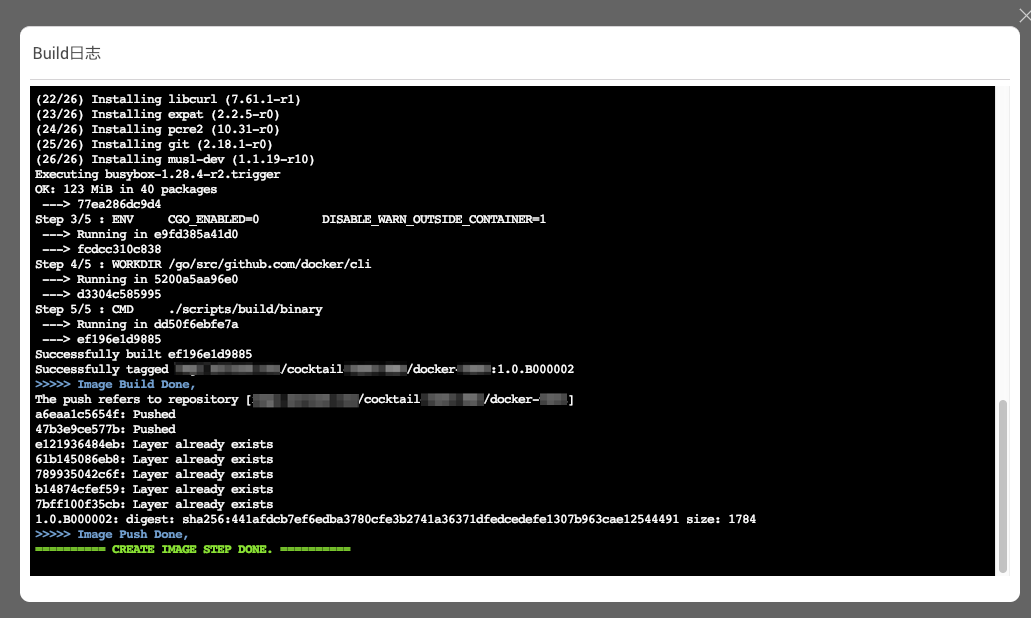 Build日志
(22/26) Installing libcurl (7.61.1-r1)
(23/26) Installing expat (2.2.5-r0)
(24/26) Installing pcre2 (10.31-r0)
(25/26) Installing git (2.18.1-r0)
(26/26) Installing musl-dev (1.1.19-r10)
Executing busybox-1.28.4-r2.trigger
OK: 123 MiB in 40 packages
---> 77ea286dc9d4
Step 3/5 : ENV CGO_ENABLED=0 DISABLE_WARN_OUTSIDE_CONTAINER=1
---> Running in e9fd385a41d0
---> fcdcc310c838
Step 4/5 : WORKDIR /go/src/github.com/docker/cli
---> Running in 5200a5aa96e0
---> d3304c585995
Step 5/5 : CMD ./scripts/build/binary
---> Running in dd50f6ebfe7a
---> ef196e1d9885
Successfully built ef196e1d9885
Successfully tagged /cocktail /docker- :1.0.B000002
>>>>> Image Build Done,
The push refers to repository [ /cocktail /docker- ]
a6eaa1c5654f: Pushed
47b3e9ce577b: Pushed
e121936484eb: Layer already exists
61b145086eb8: Layer already exists
789935042c6f: Layer already exists
b14874cfef59: Layer already exists
7bff100f35cb: Layer already exists
1.0.B000002: digest: sha256:441afdcb7ef6edba3780cfe3b2741a36371dfedcedefe1307b963cae12544491 size: 1784
>>>>> Image Push Done,
========== CREATE IMAGE STEP DONE. ==========